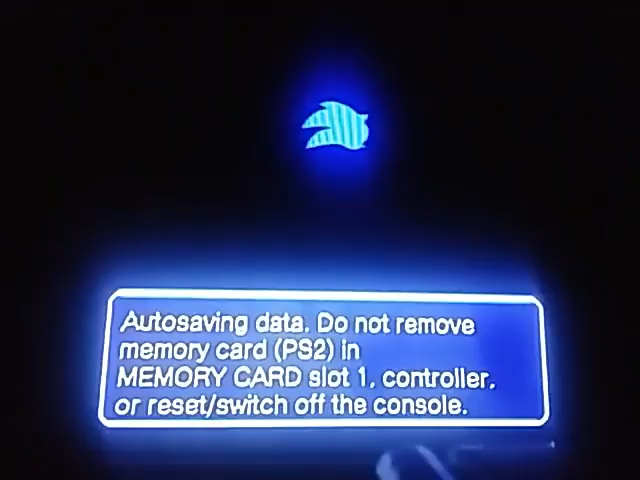 Autosaving data. Do not remove
memory card (PS2) in
MEMORY CARD slot 1, controller,
or reset/switch off the console.